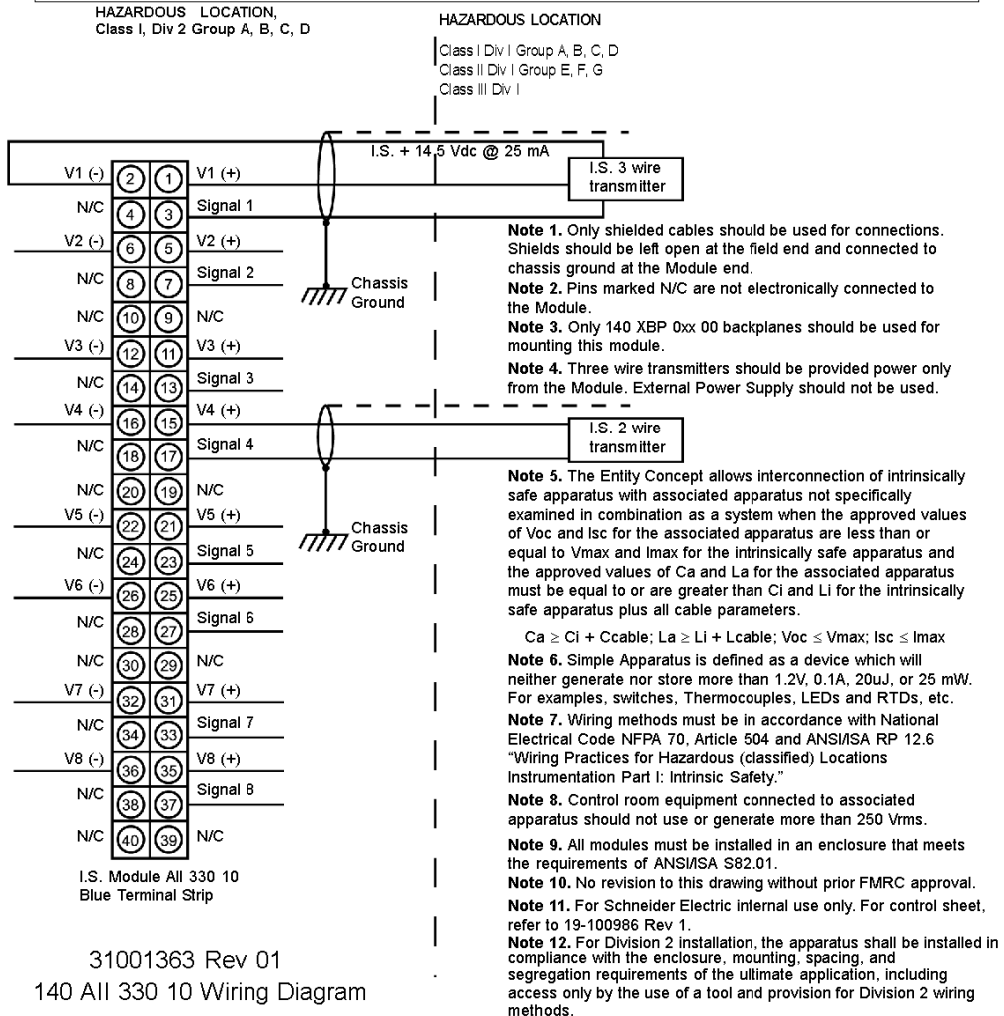 HAZARDOUS LOCATION,
Class I, Div 2 Group A, B, C, D
HAZARDOUS LOCATION
Class I Div I Group A, B, C, D
Class II Div I Group E, F, G
Class III Div I
I.S. + 14.5 Vdc @ 25 mA
I.S. 3 wire
transmitter
V1 (-) 2 1 V1 (+)
N/C 4 3 Signal 1
V2 (-) 6 5 V2 (+)
N/C 8 7 Signal 2
N/C 10 9 N/C
V3 (-) 12 11 V3 (+)
N/C 14 13 Signal 3
V4 (-) 16 15 V4 (+)
N/C 18 17 Signal 4
N/C 20 19 N/C
V5 (-) 22 21 V5 (+)
N/C 24 23 Signal 5
V6 (-) 26 25 V6 (+)
N/C 28 27 Signal 6
N/C 30 29 N/C
V7 (-) 32 31 V7 (+)
N/C 34 33 Signal 7
V8 (-) 36 35 V8 (+)
N/C 38 37 Signal 8
N/C 40 39 N/C
Chassis
Ground
I.S. 2 wire
transmitter
Chassis
Ground
I.S. Module AII 330 10
Blue Terminal Strip
31001363 Rev 01
140 AII 330 10 Wiring Diagram
Note 1. Only shielded cables should be used for connections.
Shields should be left open at the field end and connected to
chassis ground at the Module end.
Note 2. Pins marked N/C are not electronically connected to
the Module.
Note 3. Only 140 XBP 0xx 00 backplanes should be used for
mounting this module.
Note 4. Three wire transmitters should be provided power only
from the Module. External Power Supply should not be used.
Note 5. The Entity Concept allows interconnection of intrinsically
safe apparatus with associated apparatus not specifically
examined in combination as a system when the approved values
of Voc and Isc for the associated apparatus are less than or
equal to Vmax and Imax for the intrinsically safe apparatus and
the approved values of Ca and La for the associated apparatus
must be equal to or are greater than Ci and Li for the intrinsically
safe apparatus plus all cable parameters.
Ca ≥ Ci + Ccable; La ≥ Li + Lcable; Voc ≤ Vmax; Isc ≤ Imax
Note 6. Simple Apparatus is defined as a device which will
neither generate nor store more than 1.2V, 0.1A, 20uJ, or 25 mW.
For examples, switches, Thermocouples, LEDs and RTDs, etc.
Note 7. Wiring methods must be in accordance with National
Electrical Code NFPA 70, Article 504 and ANSI/ISA RP 12.6
“Wiring Practices for Hazardous (classified) Locations
Instrumentation Part I: Intrinsic Safety.”
Note 8. Control room equipment connected to associated
apparatus should not use or generate more than 250 Vrms.
Note 9. All modules must be installed in an enclosure that meets
the requirements of ANSI/ISA S82.01.
Note 10. No revision to this drawing without prior FMRC approval.
Note 11. For Schneider Electric internal use only. For control sheet,
refer to 19-100986 Rev 1.
Note 12. For Division 2 installation, the apparatus shall be installed in
compliance with the enclosure, mounting, spacing, and
segregation requirements of the ultimate application, including
access only by the use of a tool and provision for Division 2 wiring
methods.